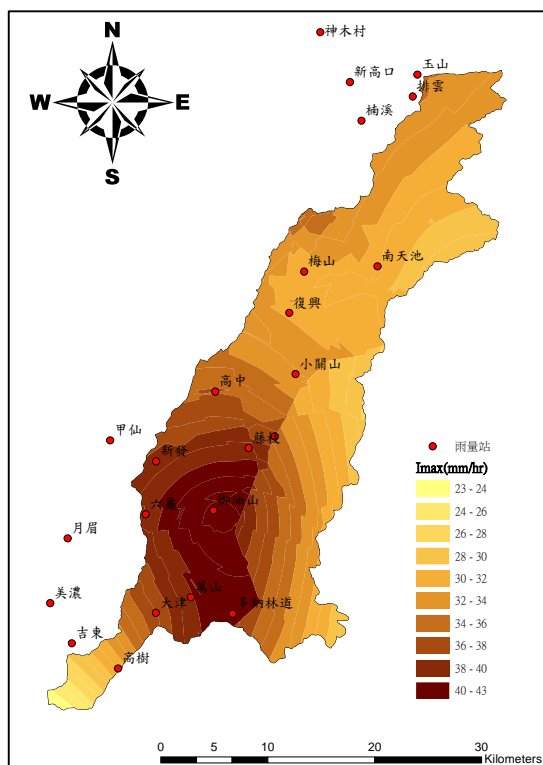 N
神木村
玉山
新高口
排雲
W
E
楠溪
S
南天池
梅山
復興
小關山
高中
甲仙
藤枝
新發
雨量站
Imax(mm/hr)
23 - 24
24 - 26
26 - 28
28 - 30
30 - 32
32 - 34
34 - 36
36 - 38
38 - 40
40 - 43
御油山
六龜
月眉
美濃
萬山
大津
多納林道
吉東
高樹
0 5 10 20 30
Kilometers